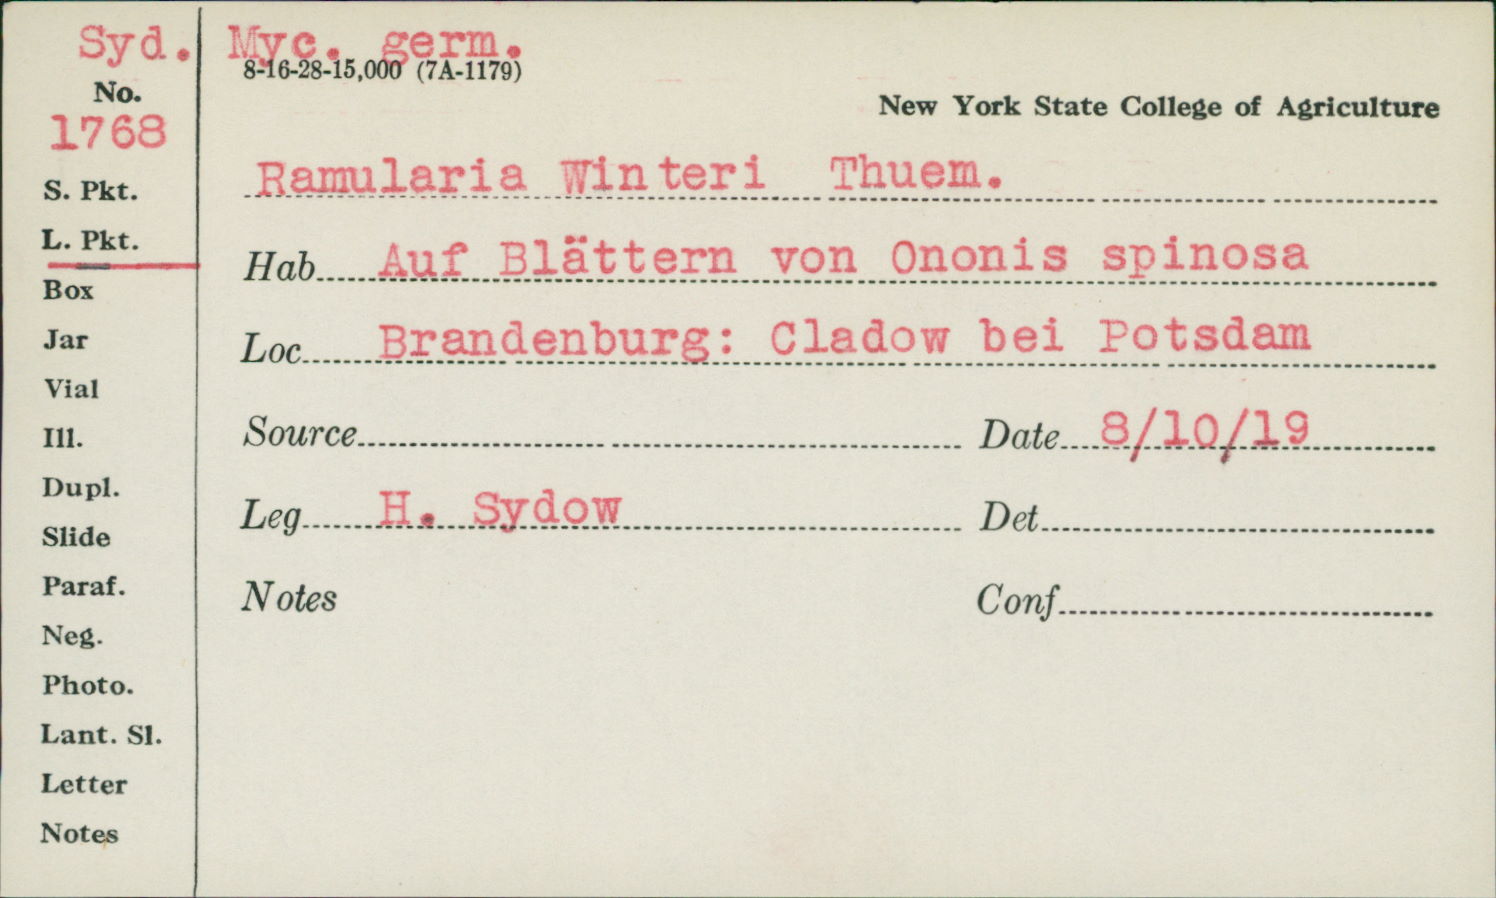 Syd. Myc. germ.
8-16-28-15,000 (7A-1179)
No.
1768
New York State College of Agriculture
Ramularia Winteri Thuem.
S. Pkt.
L. Pkt.
Hab Auf Blättern von Ononis spinosa
Box
Jar
Loc Brandenburg: Cladow bei Potsdam
Vial
Ill.
Source Date 8/10/19
Dupl.
Slide
Leg H. Sydow Det
Paraf.
Notes Conf
Neg.
Photo.
Lant. Sl.
Letter
Notes